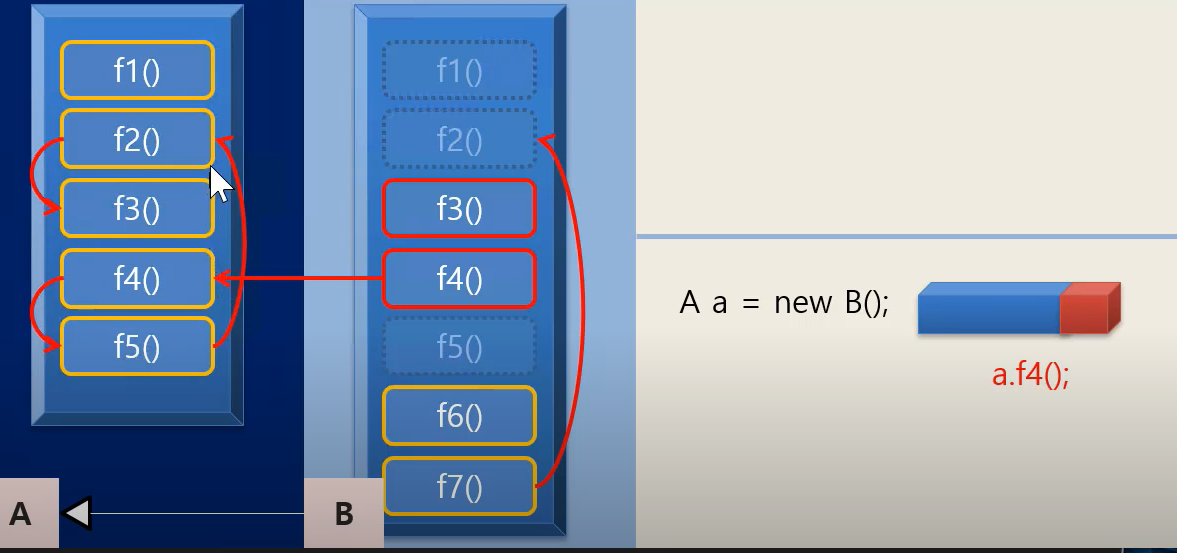 f1()
f2()
f3()
f4()
f5()
A
f1()
f2()
f3()
f4()
f5()
f6()
f7()
B
A a = new B();
a.f4();